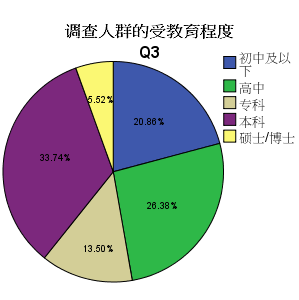 调查人群的受教育程度
Q3
初中及以
下
高中
专科
本科
硕士/博士
5.52%
20.86%
33.74%
26.38%
13.50%